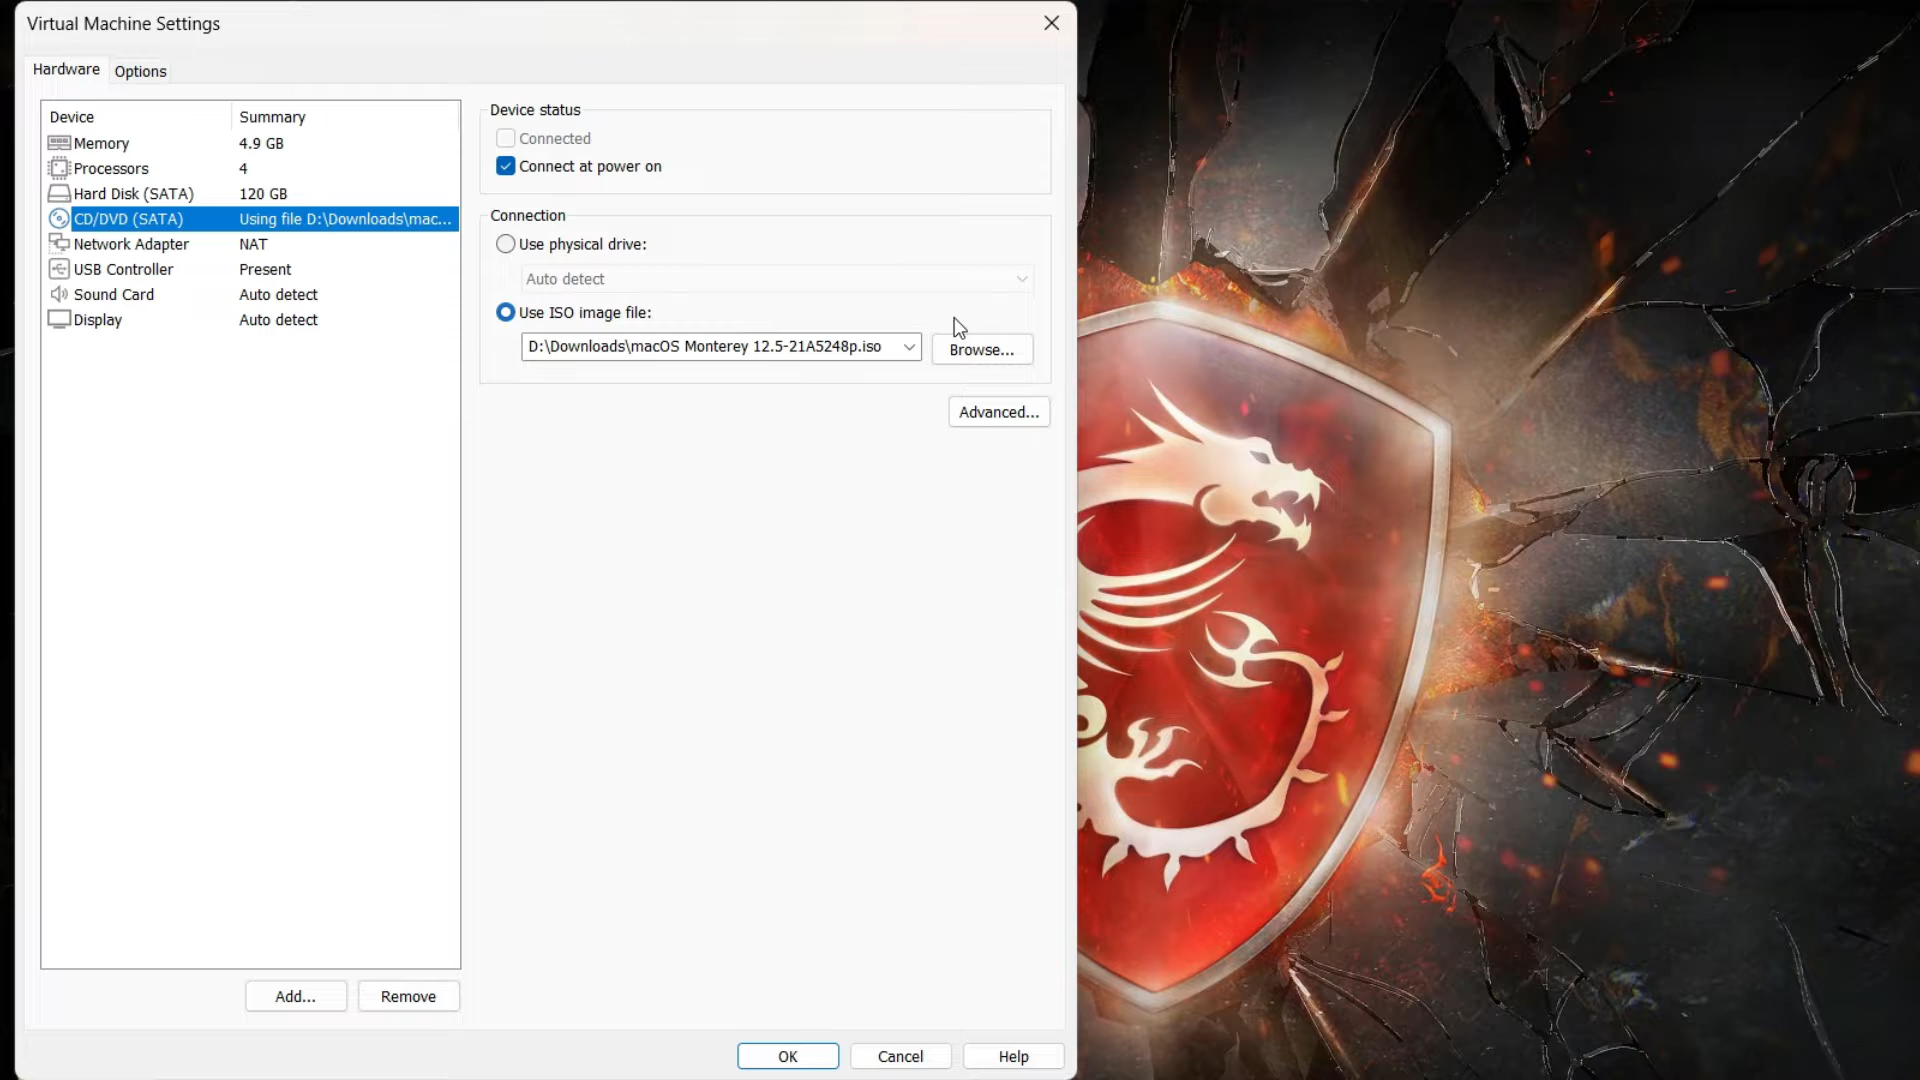 Virtual Machine Settings
Hardware Options
Device Summary
Memory 4.9 GB
Processors 4
Hard Disk (SATA) 120 GB
CD/DVD (SATA) Using file D:\Downloads\mac...
Network Adapter NAT
USB Controller Present
Sound Card Auto detect
Display Auto detect
Add... Remove
Device status
Connected
Connect at power on
Connection
Use physical drive:
Auto detect
Use ISO image file:
D:\Downloads\macOS Monterey 12.5-21A5248p.iso Browse...
Advanced...
OK Cancel Help